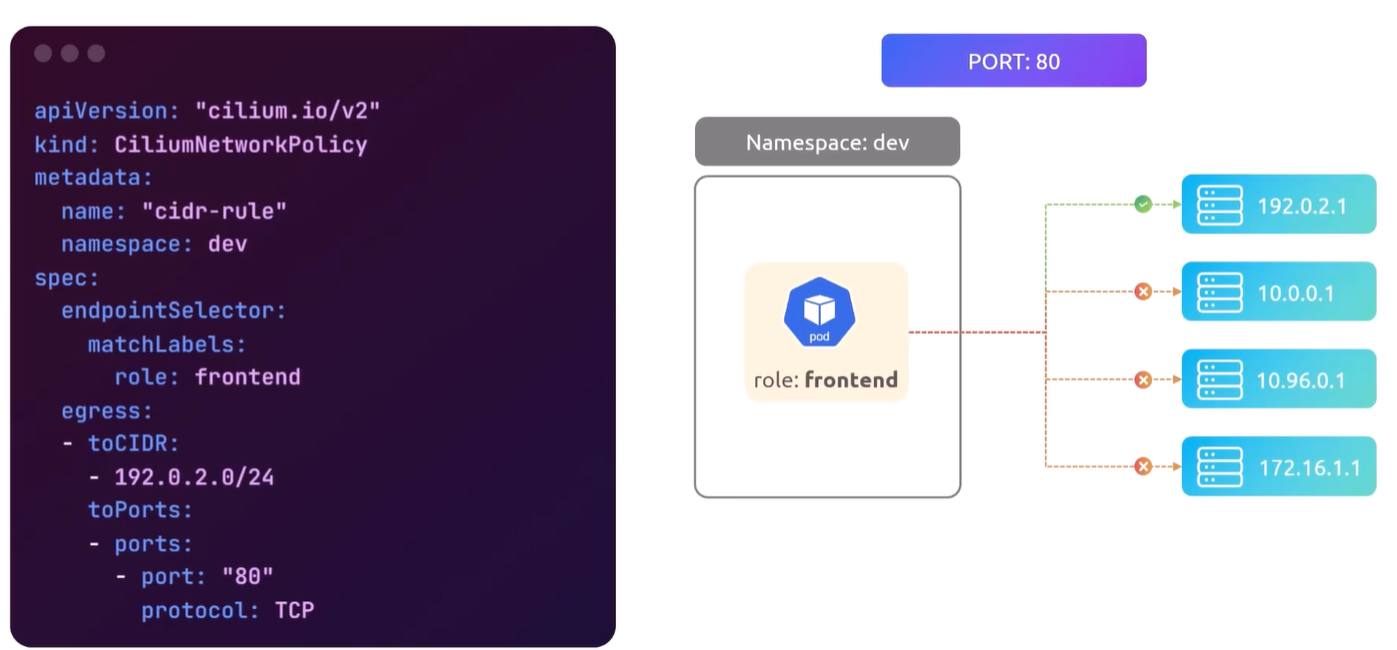 apiVersion: "cilium.io/v2"
kind: CiliumNetworkPolicy
metadata:
  name: "cidr-rule"
  namespace: dev
spec:
  endpointSelector:
    matchLabels:
      role: frontend
  egress:
  - toCIDR:
    - 192.0.2.0/24
    toPorts:
    - ports:
      - port: "80"
        protocol: TCP
PORT: 80
Namespace: dev
pod
role: frontend
192.0.2.1
10.0.0.1
10.96.0.1
172.16.1.1